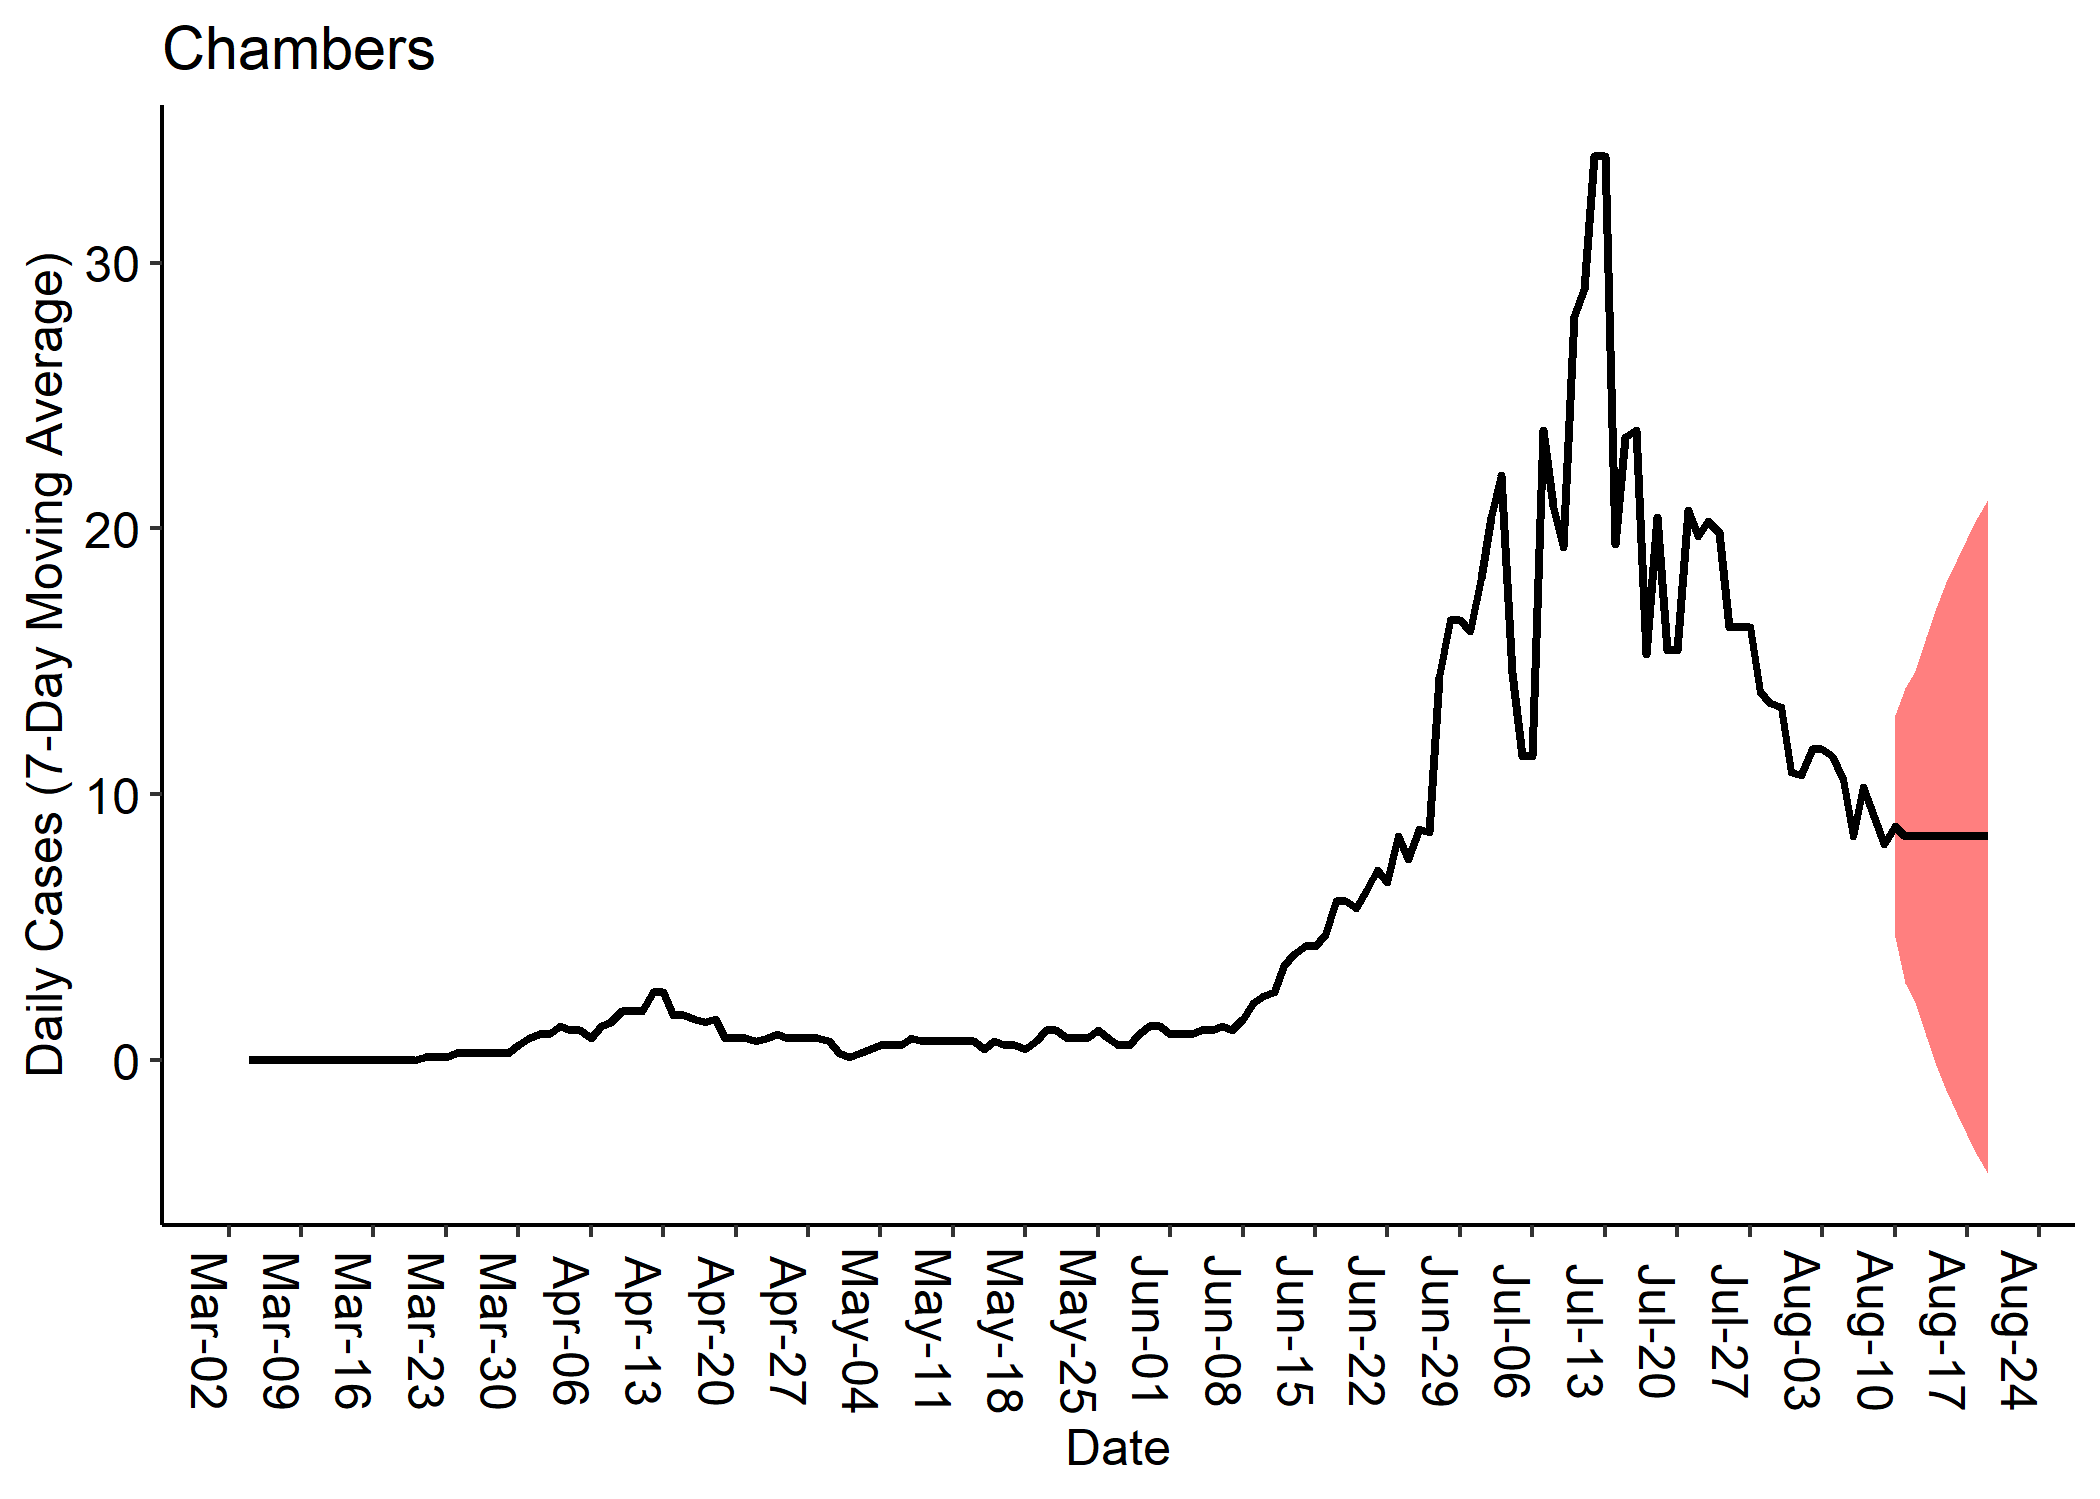 Chambers
Daily Cases (7-Day Moving Average)
30
20
10
0
Mar-02
Mar-09
Mar-16
Mar-23
Mar-30
Apr-06
Apr-13
Apr-20
Apr-27
May-04
May-11
May-18
May-25
Jun-01
Jun-08
Jun-15
Jun-22
Jun-29
Jul-06
Jul-13
Jul-20
Jul-27
Aug-03
Aug-10
Aug-17
Aug-24
Date